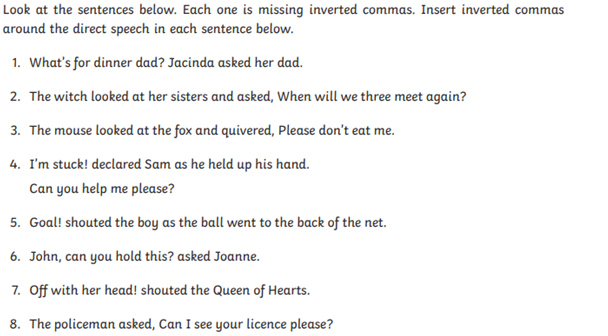 Look at the sentences below. Each one is missing inverted commas. Insert inverted commas
around the direct speech in each sentence below.
1. What's for dinner dad? Jacinda asked her dad.
2. The witch looked at her sisters and asked, When will we three meet again?
3. The mouse looked at the fox and quivered, Please don't eat me.
4. I'm stuck! declared Sam as he held up his hand.
Can you help me please?
5. Goal! shouted the boy as the ball went to the back of the net.
6. John, can you hold this? asked Joanne.
7. Off with her head! shouted the Queen of Hearts.
8. The policeman asked, Can I see your licence please?